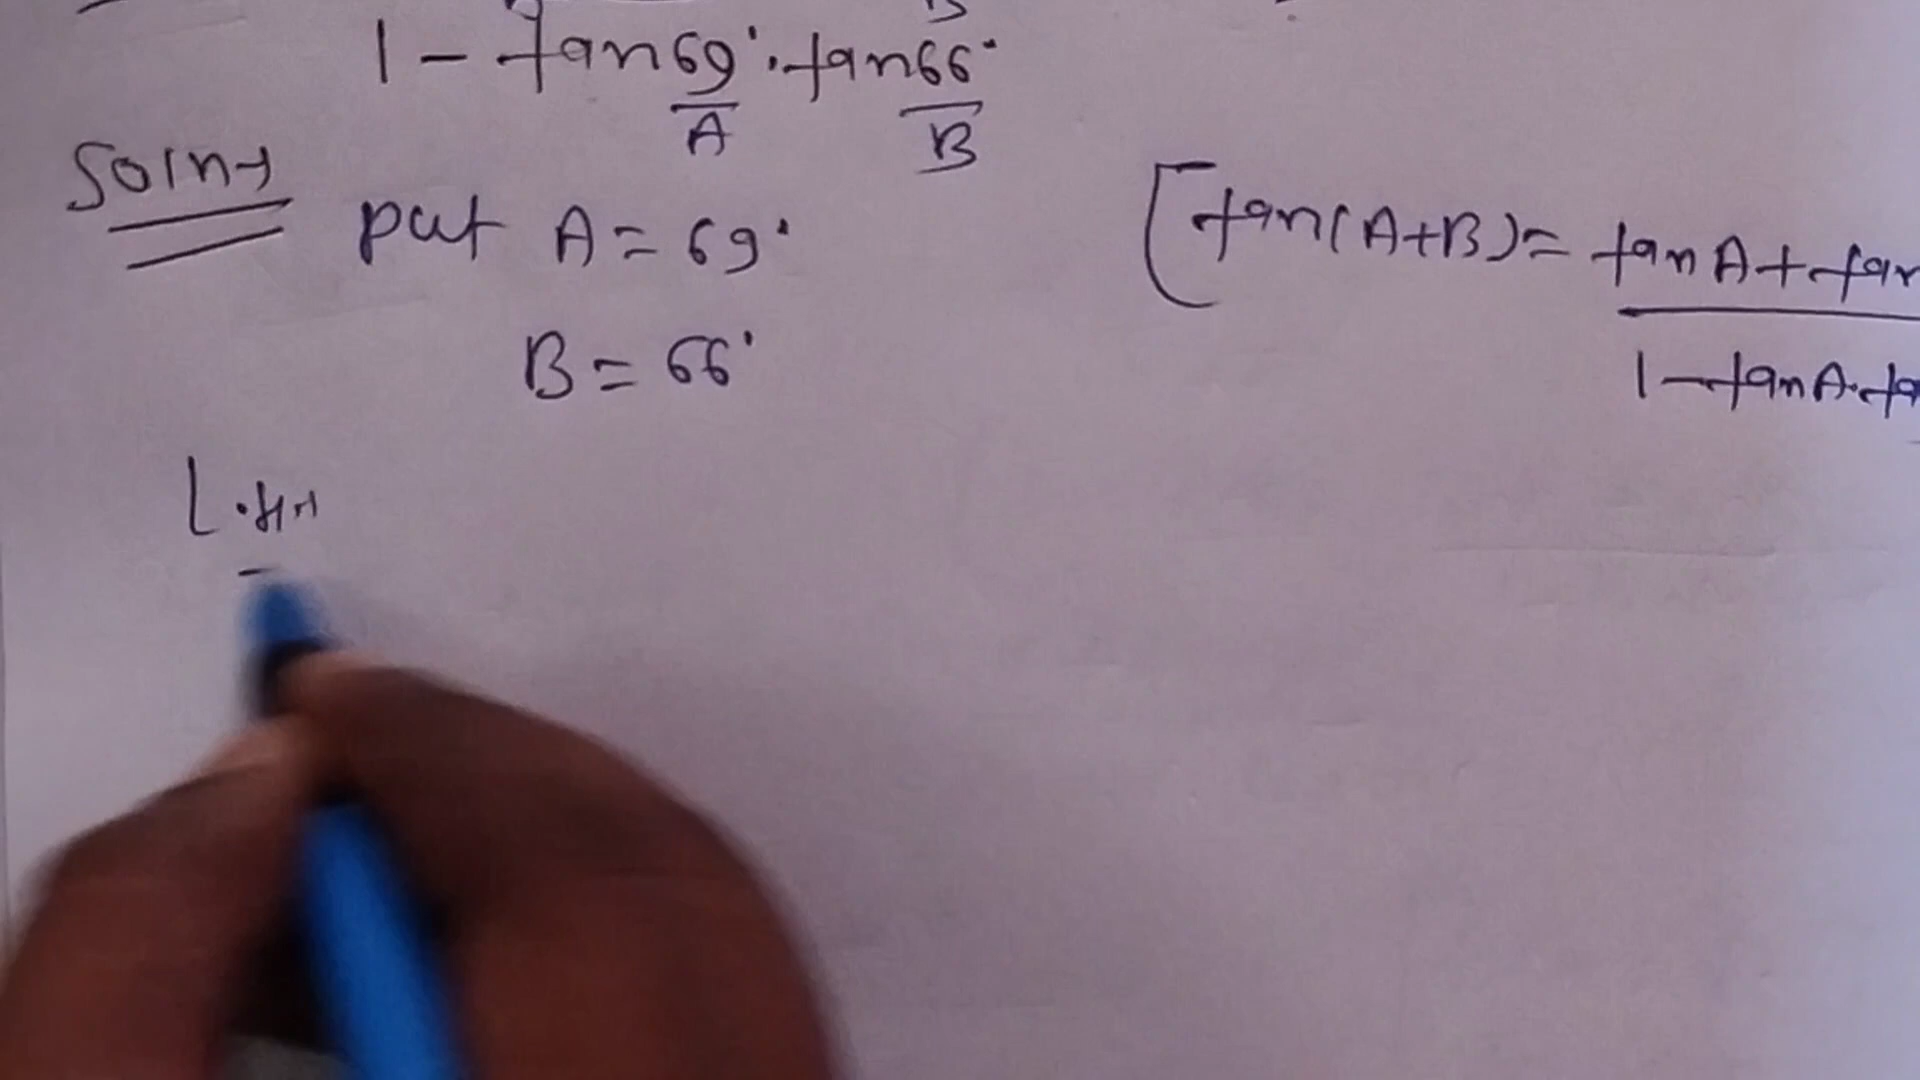 1 - tan69°.tan66°
A B
Soln→ put A = 69°
[tan(A+B) = tanA + tan
1 - tanA.ta
B = 66°
L.H.